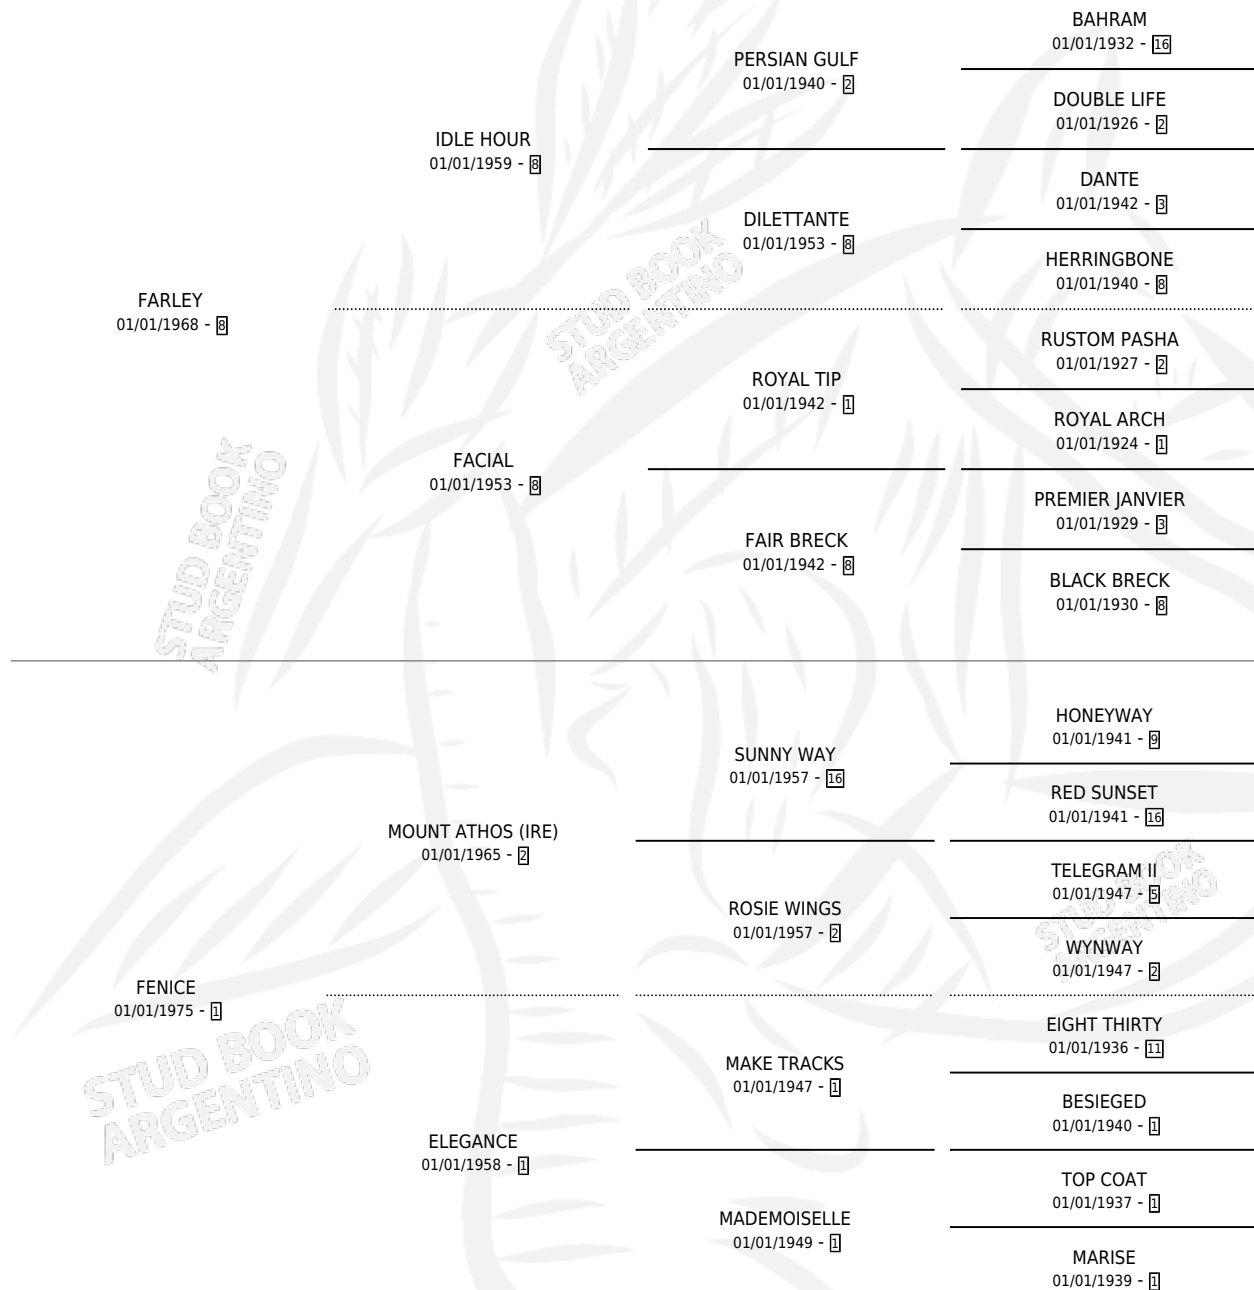 BAHRAM
01/01/1932 - 16
PERSIAN GULF
01/01/1940 - 2
DOUBLE LIFE
01/01/1926 - 2
IDLE HOUR
01/01/1959 - 8
DANTE
01/01/1942 - 3
DILETTANTE
01/01/1953 - 8
HERRINGBONE
01/01/1940 - 8
FARLEY
01/01/1968 - 8
RUSTOM PASHA
01/01/1927 - 2
ROYAL TIP
01/01/1942 - 1
ROYAL ARCH
01/01/1924 - 1
FACIAL
01/01/1953 - 8
PREMIER JANVIER
01/01/1929 - 3
FAIR BRECK
01/01/1942 - 8
BLACK BRECK
01/01/1930 - 8
HONEYWAY
01/01/1941 - 9
SUNNY WAY
01/01/1957 - 16
RED SUNSET
01/01/1941 - 16
MOUNT ATHOS (IRE)
01/01/1965 - 2
TELEGRAM II
01/01/1947 - 5
ROSIE WINGS
01/01/1957 - 2
WYNWAY
01/01/1947 - 2
FENICE
01/01/1975 - 1
EIGHT THIRTY
01/01/1936 - 11
MAKE TRACKS
01/01/1947 - 1
BESIEGED
01/01/1940 - 1
ELEGANCE
01/01/1958 - 1
TOP COAT
01/01/1937 - 1
MADEMOISELLE
01/01/1949 - 1
MARISE
01/01/1939 - 1
STUD BOOK
ARGENTINO
STUD BOOK
ARGENTINO
STUD BOOK
ARGENTINO
STUD BOOK
ARGENTINO